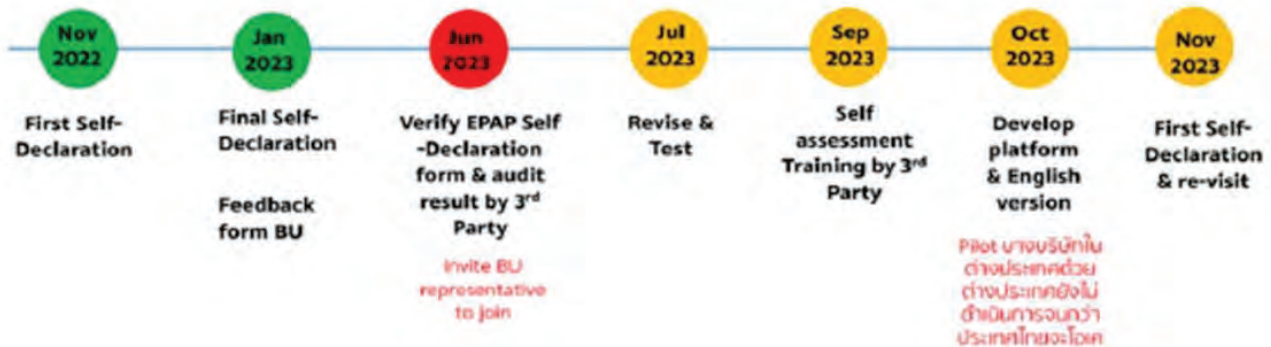 Nov
2022
First Self-
Declaration
Jan
2023
Final Self-
Declaration
Feedback
form BU
Jun
2023
Verify EPAP Self
-Declaration
form & audit
result by 3rd
Party
Invite BU
representative
to join
Jul
2023
Revise &
Test
Sep
2023
Self
assessment
Training by 3rd
Party
Oct
2023
Develop
platform
& English
version
Pilot บางบริษัทใน
ต่างประเทศด้วย
ต่างประเทศยังไม่
ดำเนินการจนกว่า
ประเทศไทยจะโอเค
Nov
2023
First Self-
Declaration
& re-visit